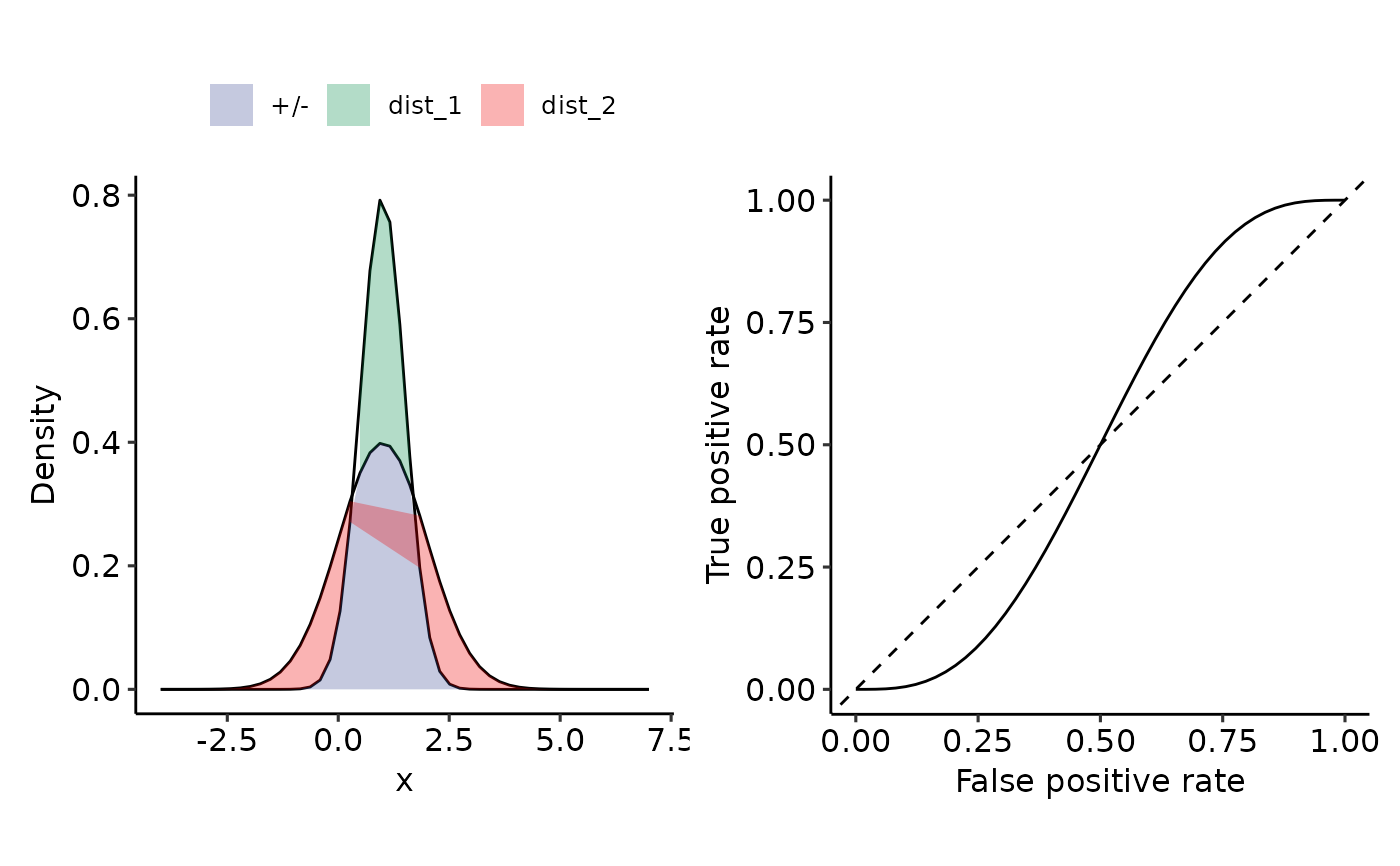 +/- dist_1 dist_2
0.8
0.6
0.4
0.2
0.0
Density
-2.5 0.0 2.5 5.0 7.5
x
1.00
0.75
0.50
0.25
0.00
True positive rate
0.00 0.25 0.50 0.75 1.00
False positive rate